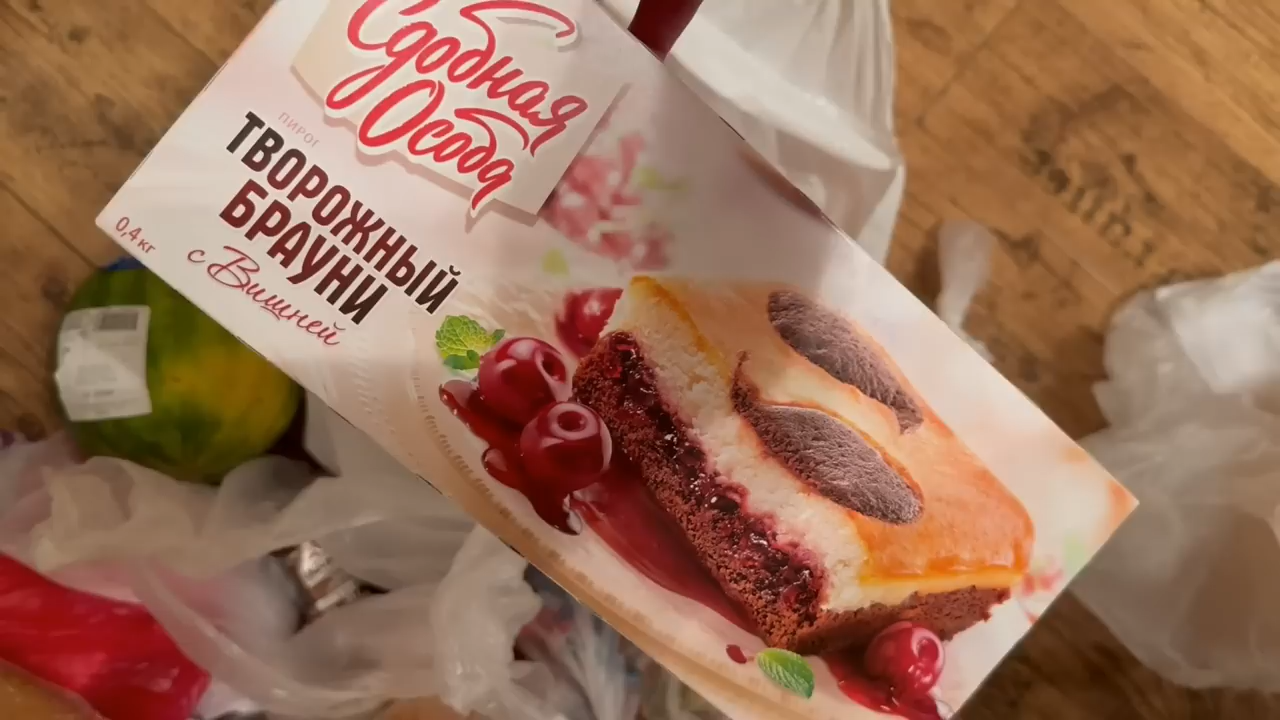 Сдобная
Особа
ПИРОГ
ТВОРОЖНЫЙ
БРАУНИ
с Вишней
0,4 кг